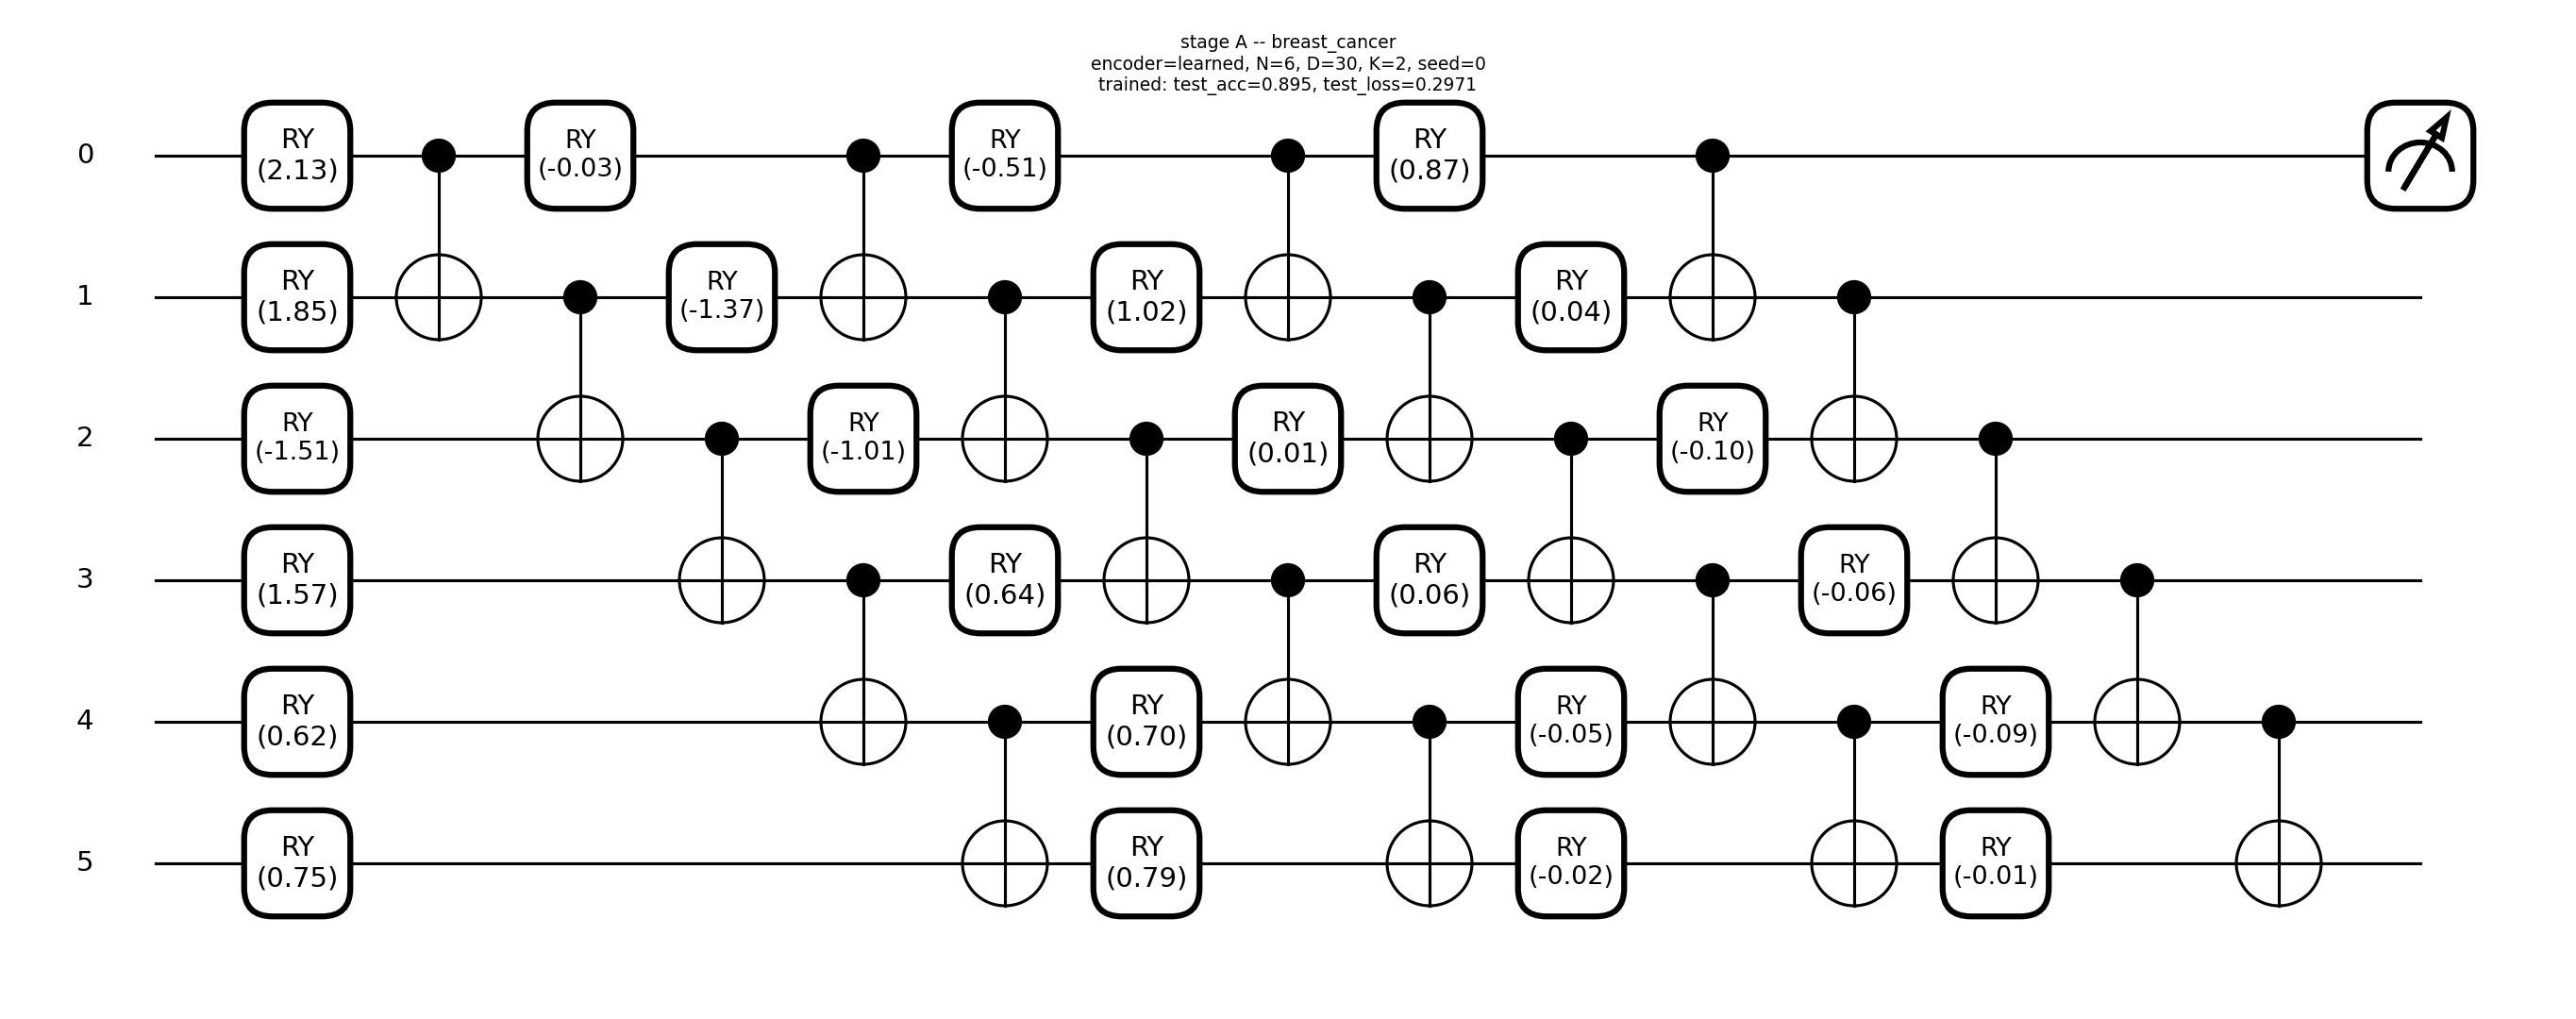 stage A -- breast_cancer
encoder=learned, N=6, D=30, K=2, seed=0
trained: test_acc=0.895, test_loss=0.2971
0
RY
(2.13)
RY
(-0.03)
RY
(-0.51)
RY
(0.87)
1
RY
(1.85)
RY
(-1.37)
RY
(1.02)
RY
(0.04)
2
RY
(-1.51)
RY
(-1.01)
RY
(0.01)
RY
(-0.10)
3
RY
(1.57)
RY
(0.64)
RY
(0.06)
RY
(-0.06)
4
RY
(0.62)
RY
(0.70)
RY
(-0.05)
RY
(-0.09)
5
RY
(0.75)
RY
(0.79)
RY
(-0.02)
RY
(-0.01)